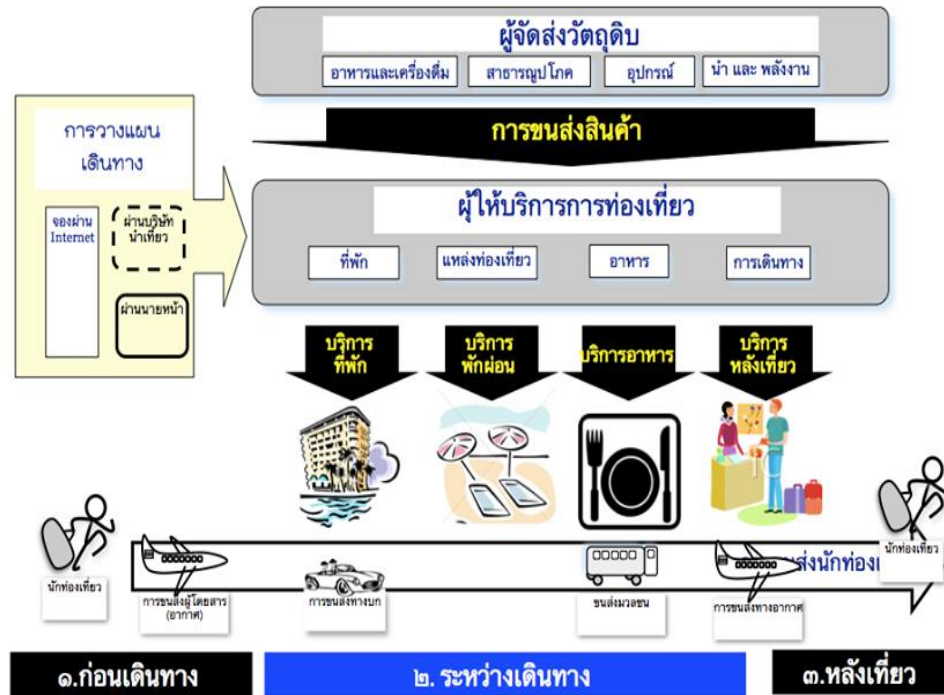 ผู้จัดส่งวัตถุดิบ
อาหารและเครื่องดื่ม
สาธารณูปโภค
อุปกรณ์
นำ และ พลังงาน
การขนส่งสินค้า
การวางแผน
เดินทาง
จองผ่าน
Internet
ผ่านบริษัท
นำเที่ยว
ผ่านนายหน้า
ผู้ให้บริการการท่องเที่ยว
ที่พัก
แหล่งท่องเที่ยว
อาหาร
การเดินทาง
บริการ
ที่พัก
บริการ
พักผ่อน
บริการอาหาร
บริการ
หลังเที่ยว
นักท่องเที่ยว
การขนส่งผู้โดยสาร
(อากาศ)
การขนส่งทางบก
ขนส่งมวลชน
การขนส่งทางอากาศ
นักท่องเที่ยว
๑.ก่อนเดินทาง
๒. ระหว่างเดินทาง
๓.หลังเที่ยว